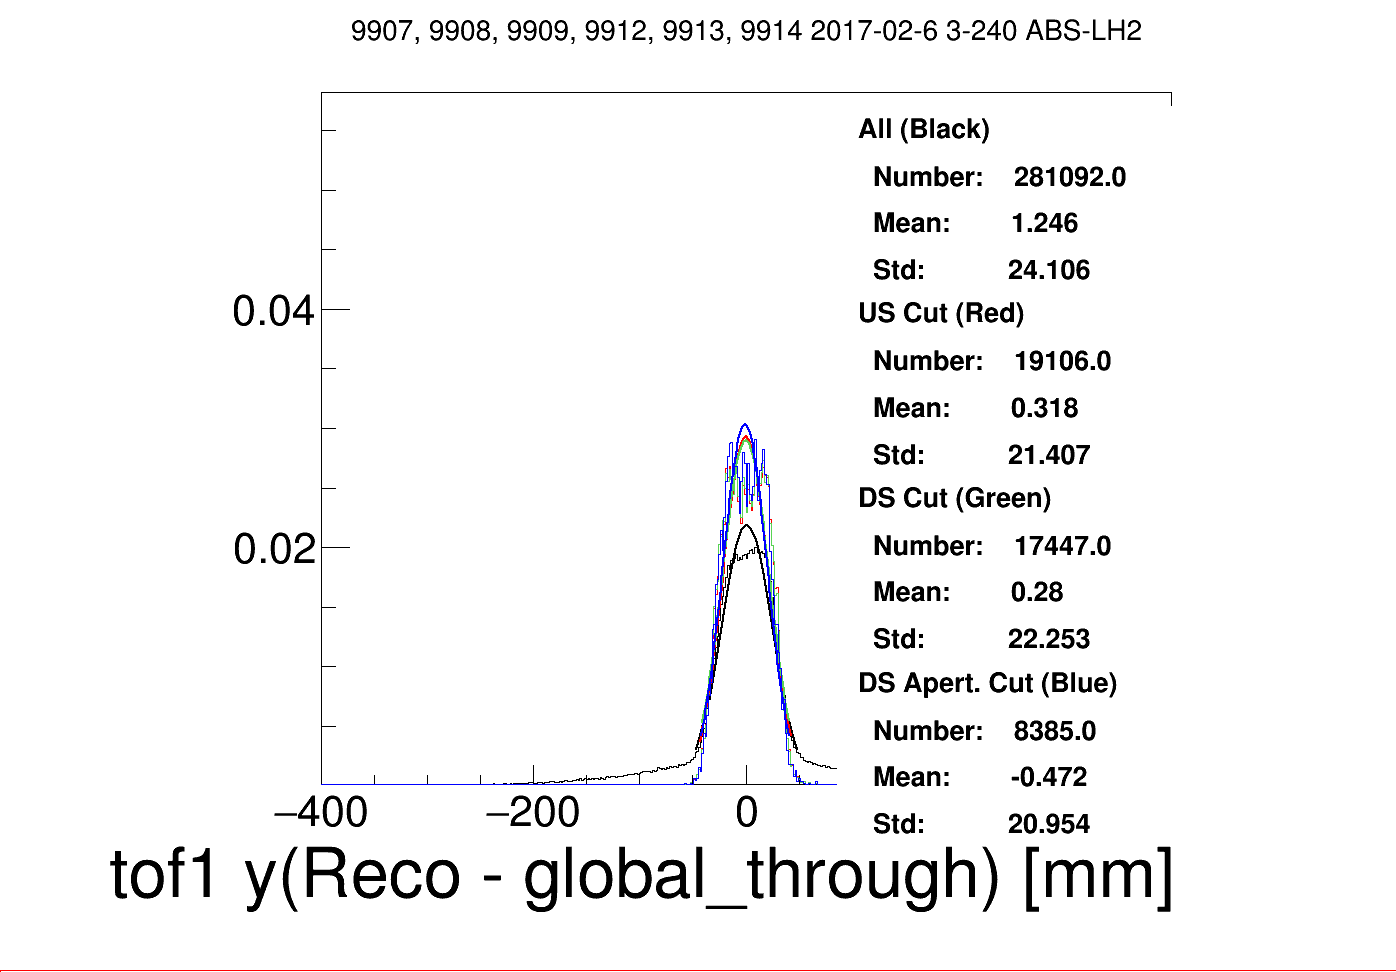 9907, 9908, 9909, 9912, 9913, 9914 2017-02-6 3-240 ABS-LH2
All (Black)
Number: 281092.0
Mean: 1.246
Std: 24.106
US Cut (Red)
Number: 19106.0
Mean: 0.318
Std: 21.407
DS Cut (Green)
Number: 17447.0
Mean: 0.28
Std: 22.253
DS Apert. Cut (Blue)
Number: 8385.0
Mean: -0.472
Std: 20.954
0.04
0.02
−400 −200 0
tof1 y(Reco - global_through) [mm]